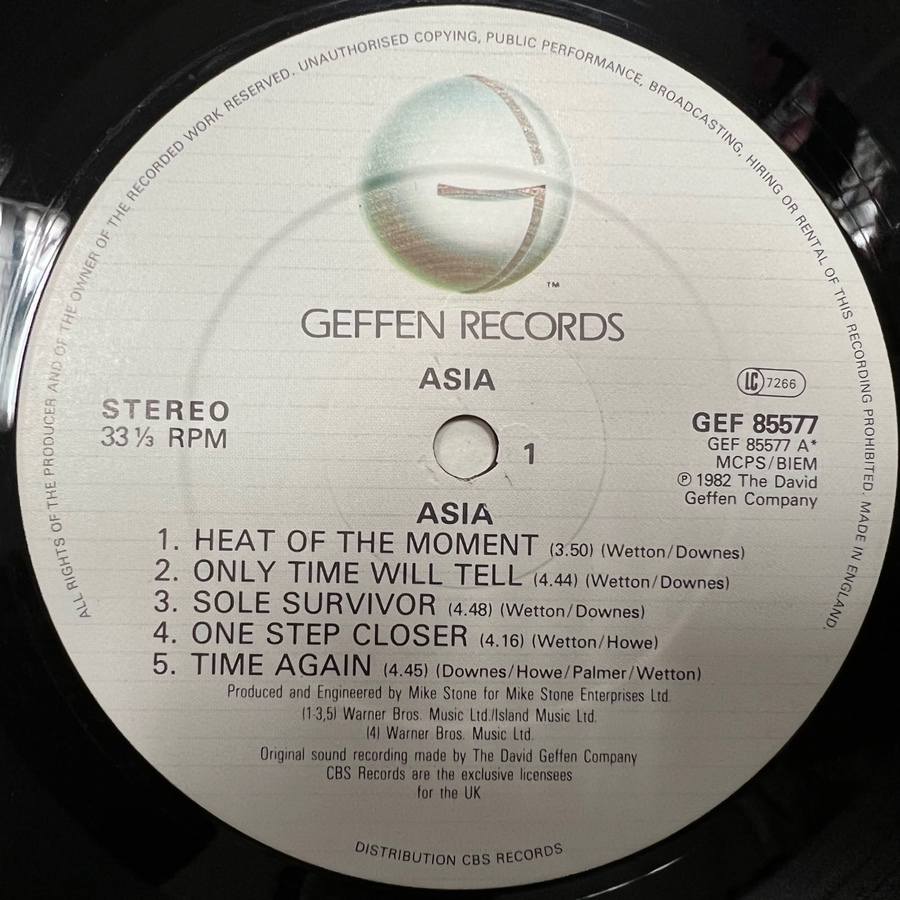 ALL RIGHTS OF THE PRODUCER AND OF THE OWNER OF THE RECORDED WORK RESERVED. UNAUTHORISED COPYING, PUBLIC PERFORMANCE, BROADCASTING, HIRING OR RENTAL OF THIS RECORDING PROHIBITED. MADE IN ENGLAND.
TM
GEFFEN RECORDS
ASIA
LC 7266
STEREO
33⅓ RPM
1
GEF 85577
GEF 85577 A*
MCPS/BIEM
℗ 1982 The David
Geffen Company
ASIA
1. HEAT OF THE MOMENT (3.50) (Wetton/Downes)
2. ONLY TIME WILL TELL (4.44) (Wetton/Downes)
3. SOLE SURVIVOR (4.48) (Wetton/Downes)
4. ONE STEP CLOSER (4.16) (Wetton/Howe)
5. TIME AGAIN (4.45) (Downes/Howe/Palmer/Wetton)
Produced and Engineered by Mike Stone for Mike Stone Enterprises Ltd.
(1-3,5) Warner Bros. Music Ltd./Island Music Ltd.
(4) Warner Bros. Music Ltd.
Original sound recording made by The David Geffen Company
CBS Records are the exclusive licensees
for the UK
DISTRIBUTION CBS RECORDS